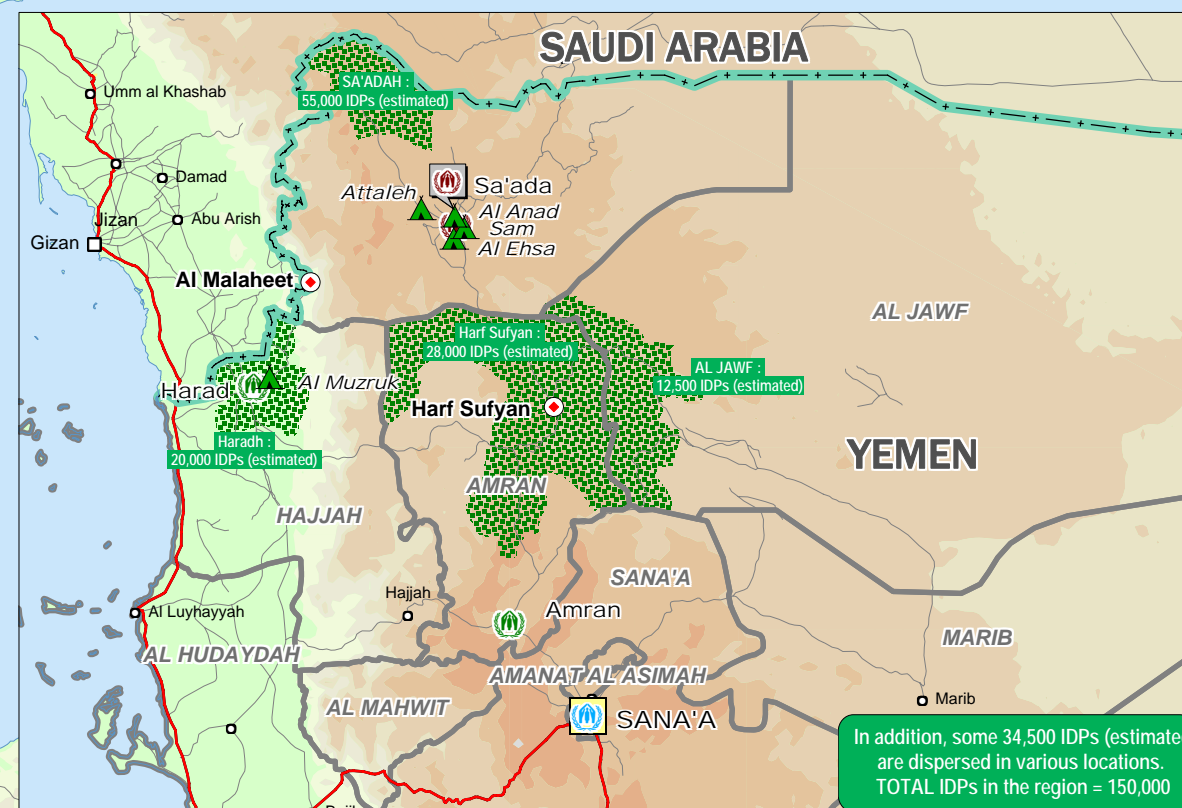 SAUDI ARABIA
SA'ADAH :
55,000 IDPs (estimated)
Umm al Khashab
Damad
Attaleh
Sa'ada
Abu Arish
Jizan
Al Anad
Sam
Gizan
Al Ehsa
Al Malaheet
AL JAWF
Harf Sufyan :
28,000 IDPs (estimated)
AL JAWF :
12,500 IDPs (estimated)
Harad
Al Muzruk
Harf Sufyan
Haradh :
20,000 IDPs (estimated)
YEMEN
AMRAN
HAJJAH
SANA'A
Hajjah
Amran
Al Luyhayyah
MARIB
AL HUDAYDAH
AMANAT AL ASIMAH
AL MAHWIT
Marib
SANA'A
In addition, some 34,500 IDPs (estimate
are dispersed in various locations.
TOTAL IDPs in the region = 150,000